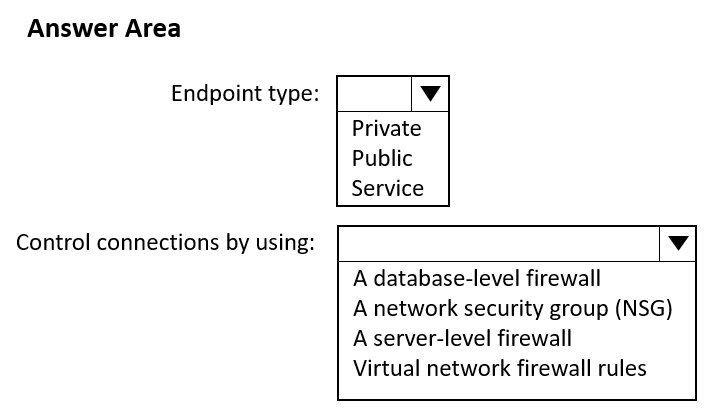 Answer Area
Endpoint type:
Private
Public
Service
Control connections by using:
A database-level firewall
A network security group (NSG)
A server-level firewall
Virtual network firewall rules